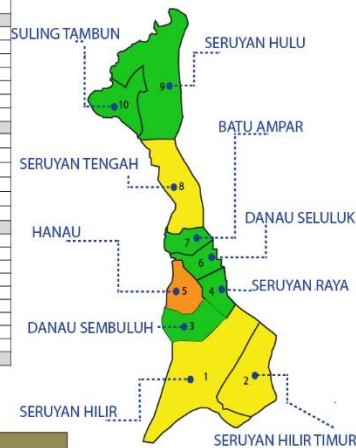 SULING TAMBUN
SERUYAN HULU
9
10
BATU AMPAR
SERUYAN TENGAH
8
DANAU SELULUK
HANAU
7
6
SERUYAN RAYA
5
4
DANAU SEMBULUH
3
1
2
SERUYAN HILIR
SERUYAN HILIR TIMUR